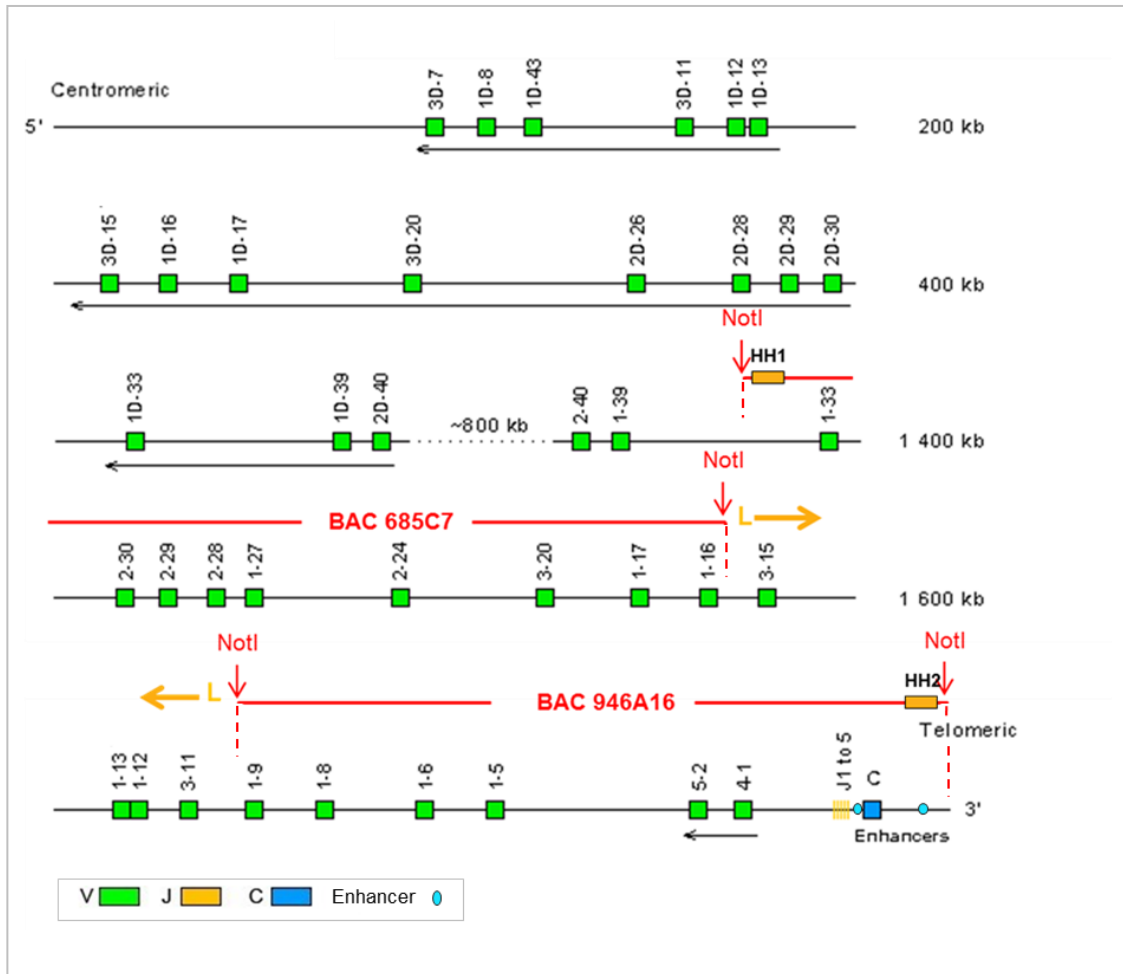 3D-7 1D-8 1D-43 3D-11 1D-12 1D-13
Centromeric
5' 200 kb
3D-15 1D-16 1D-17 3D-20 2D-26 2D-28 2D-29 2D-30
400 kb
NotI
HH1
1D-33 1D-39 2D-40 ~800 kb 2-40 1-39 1-33
1 400 kb
NotI
BAC 685C7 L
2-30 2-29 2-28 1-27 2-24 3-20 1-17 1-16 3-15
1 600 kb
NotI NotI
L BAC 946A16 HH2
Telomeric
1-13 1-12 3-11 1-9 1-8 1-6 1-5 5-2 4-1 J1 to 5 C
3'
Enhancers
V J C Enhancer